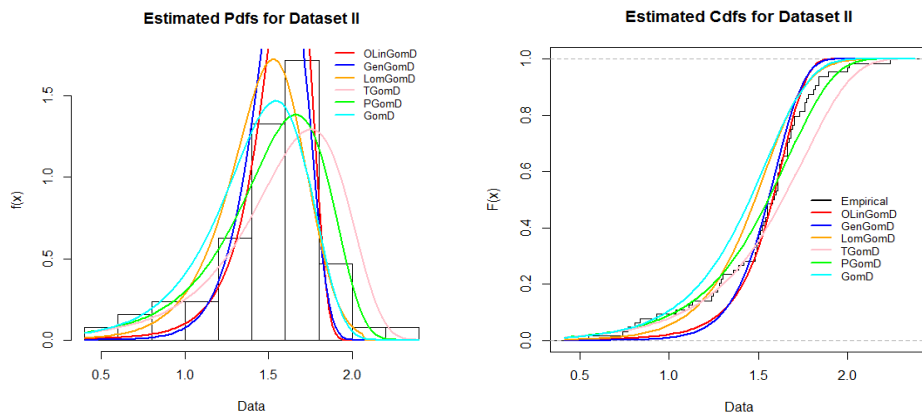 Estimated Pdfs for Dataset II
OLinGomD
GenGomD
LomGomD
TGomD
PGomD
GomD
f(x)
1.5
1.0
0.5
0.0
0.5
1.0
1.5
2.0
Data
Estimated Cdfs for Dataset II
F(x)
1.0
0.8
0.6
0.4
0.2
0.0
Empirical
OLinGomD
GenGomD
LomGomD
TGomD
PGomD
GomD
0.5
1.0
1.5
2.0
Data